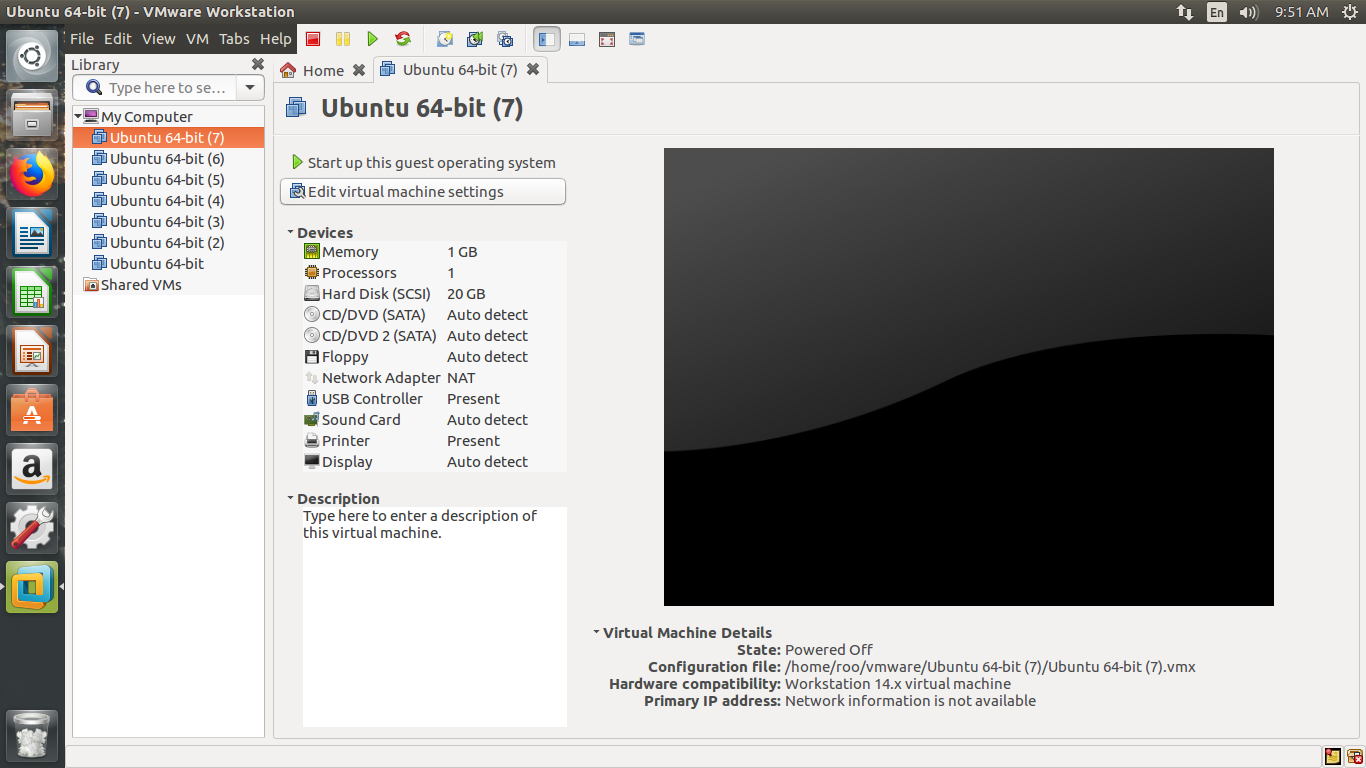 Ubuntu 64-bit (7) - VMware Workstation
En
9:51 AM
File Edit View VM Tabs Help
Library
Type here to se...
My Computer
Ubuntu 64-bit (7)
Ubuntu 64-bit (6)
Ubuntu 64-bit (5)
Ubuntu 64-bit (4)
Ubuntu 64-bit (3)
Ubuntu 64-bit (2)
Ubuntu 64-bit
Shared VMs
Home
Ubuntu 64-bit (7)
Ubuntu 64-bit (7)
Start up this guest operating system
Edit virtual machine settings
Devices
Memory 1 GB
Processors 1
Hard Disk (SCSI) 20 GB
CD/DVD (SATA) Auto detect
CD/DVD 2 (SATA) Auto detect
Floppy Auto detect
Network Adapter NAT
USB Controller Present
Sound Card Auto detect
Printer Present
Display Auto detect
Description
Type here to enter a description of
this virtual machine.
Virtual Machine Details
State: Powered Off
Configuration file: /home/roo/vmware/Ubuntu 64-bit (7)/Ubuntu 64-bit (7).vmx
Hardware compatibility: Workstation 14.x virtual machine
Primary IP address: Network information is not available